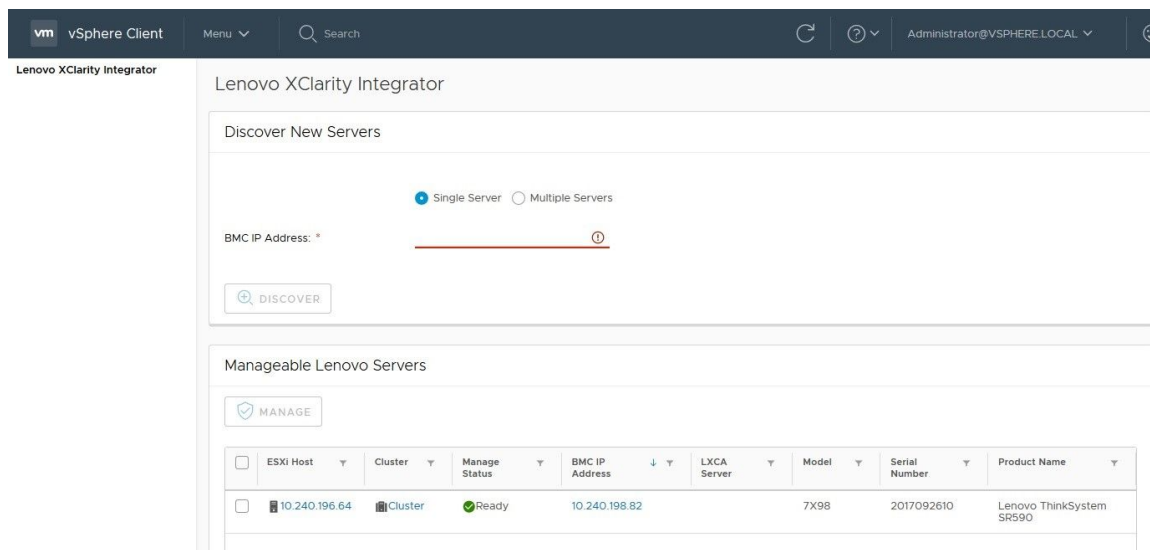 vm vSphere Client Menu Search Administrator@VSPHERE.LOCAL
Lenovo XClarity Integrator
Lenovo XClarity Integrator
Discover New Servers
Single Server Multiple Servers
BMC IP Address: *
DISCOVER
Manageable Lenovo Servers
MANAGE
ESXi Host Cluster Manage Status BMC IP Address LXCA Server Model Serial Number Product Name
10.240.196.64 Cluster Ready 10.240.198.82 7X98 2017092610 Lenovo ThinkSystem SR590